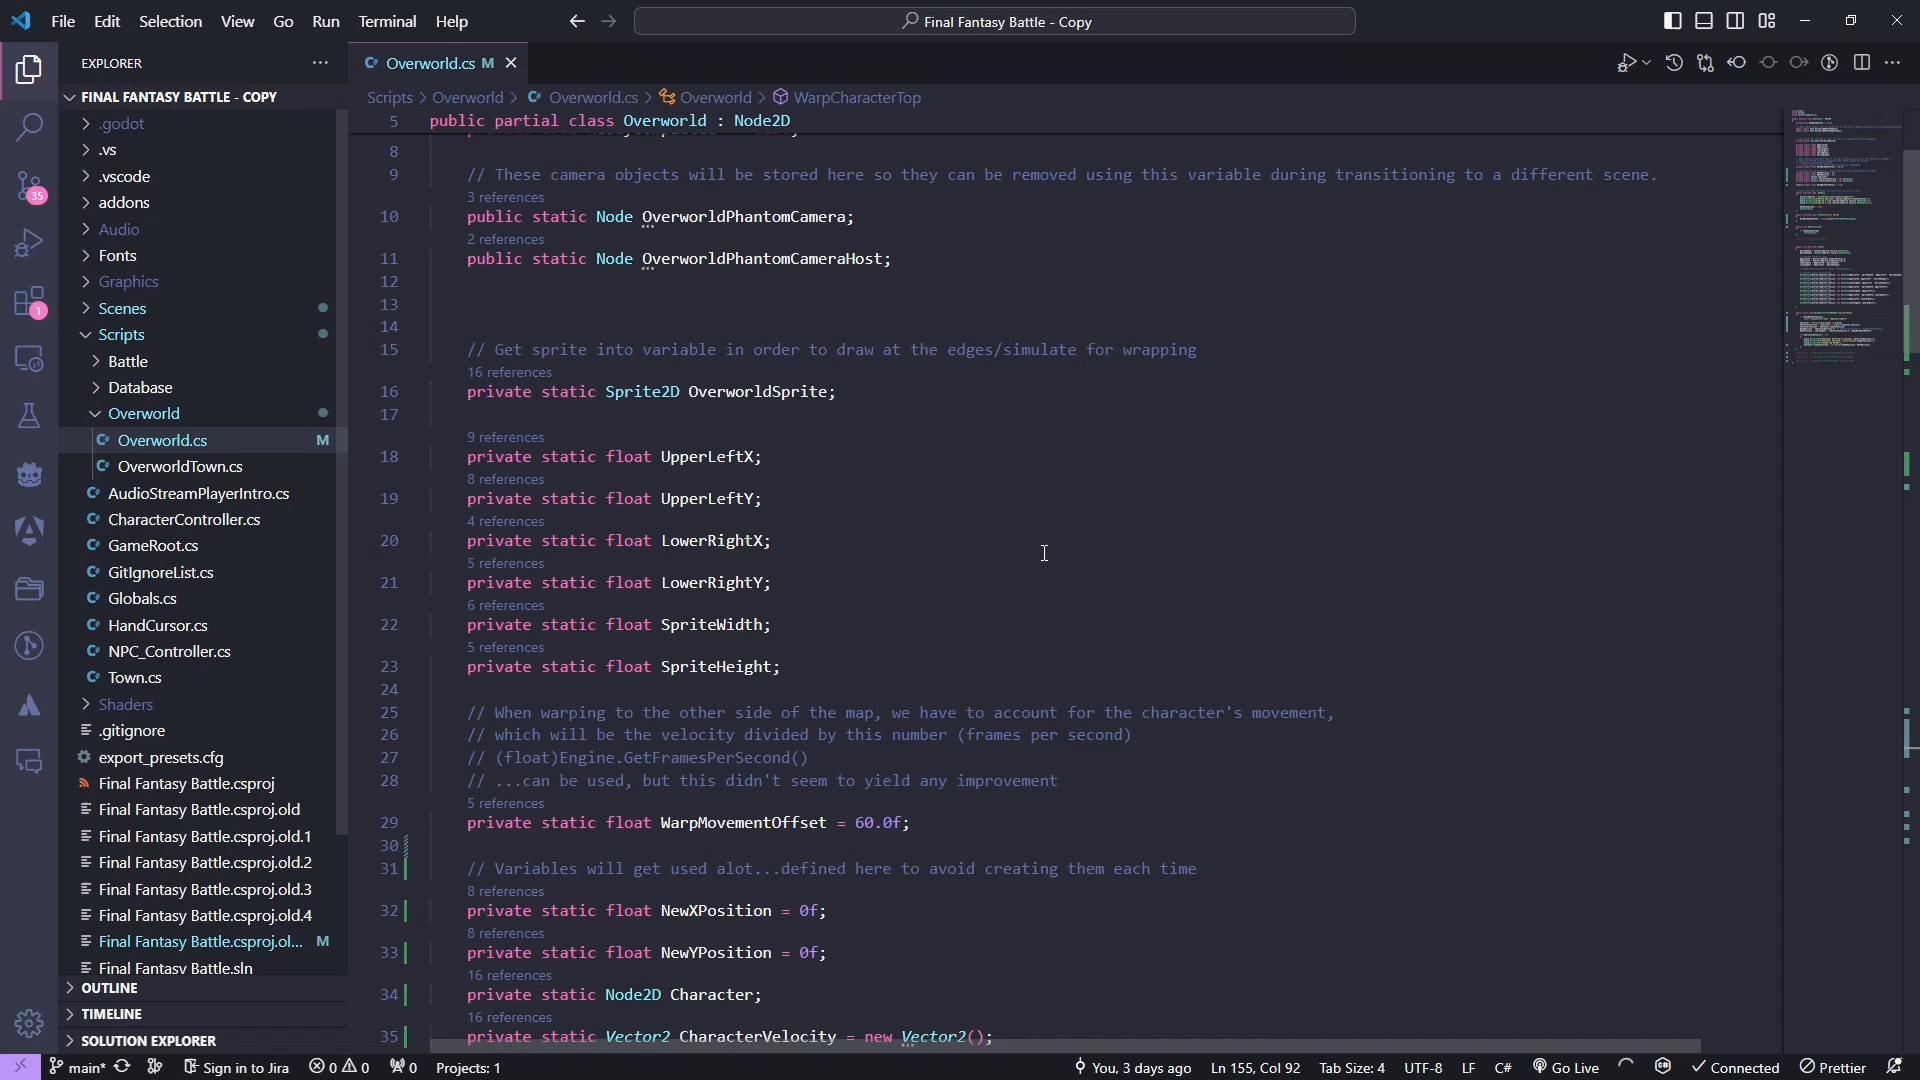 File Edit Selection View Go Run Terminal Help
Final Fantasy Battle - Copy
EXPLORER
FINAL FANTASY BATTLE - COPY
.godot
.vs
.vscode
addons
Audio
Fonts
Graphics
Scenes
Scripts
Battle
Database
Overworld
Overworld.cs M
OverworldTown.cs
AudioStreamPlayerIntro.cs
CharacterController.cs
GameRoot.cs
GitIgnoreList.cs
Globals.cs
HandCursor.cs
NPC_Controller.cs
Town.cs
Shaders
.gitignore
export_presets.cfg
Final Fantasy Battle.csproj
Final Fantasy Battle.csproj.old
Final Fantasy Battle.csproj.old.1
Final Fantasy Battle.csproj.old.2
Final Fantasy Battle.csproj.old.3
Final Fantasy Battle.csproj.old.4
Final Fantasy Battle.csproj.ol... M
Final Fantasy Battle.sln
OUTLINE
TIMELINE
SOLUTION EXPLORER
35
1
Overworld.cs M
Scripts > Overworld > Overworld.cs > Overworld > WarpCharacterTop
5 public partial class Overworld : Node2D
8
9 // These camera objects will be stored here so they can be removed using this variable during transitioning to a different scene.
3 references
10 public static Node OverworldPhantomCamera;
2 references
11 public static Node OverworldPhantomCameraHost;
12
13
14
15 // Get sprite into variable in order to draw at the edges/simulate for wrapping
16 references
16 private static Sprite2D OverworldSprite;
17
9 references
18 private static float UpperLeftX;
8 references
19 private static float UpperLeftY;
4 references
20 private static float LowerRightX;
5 references
21 private static float LowerRightY;
6 references
22 private static float SpriteWidth;
5 references
23 private static float SpriteHeight;
24
25 // When warping to the other side of the map, we have to account for the character's movement,
26 // which will be the velocity divided by this number (frames per second)
27 // (float)Engine.GetFramesPerSecond()
28 // ...can be used, but this didn't seem to yield any improvement
5 references
29 private static float WarpMovementOffset = 60.0f;
30
31 // Variables will get used alot...defined here to avoid creating them each time
8 references
32 private static float NewXPosition = 0f;
8 references
33 private static float NewYPosition = 0f;
16 references
34 private static Node2D Character;
16 references
35 private static Vector2 CharacterVelocity = new Vector2();
main* Sign in to Jira 0 0 0 Projects: 1 You, 3 days ago Ln 155, Col 92 Tab Size: 4 UTF-8 LF C# Go Live Connected Prettier